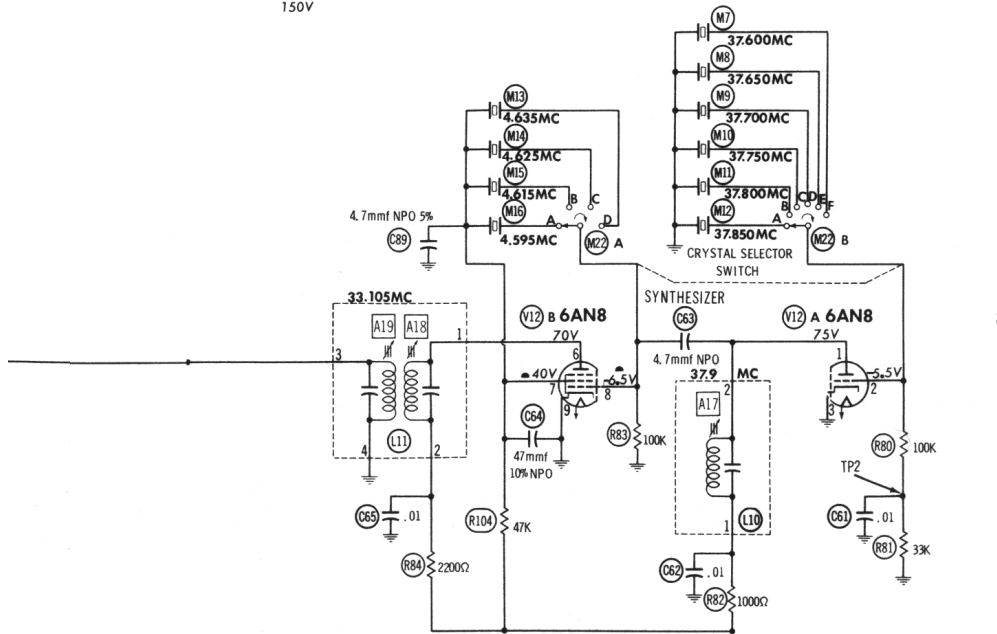 150V
M7
37.600MC
M8
37.650MC
M9
37.700MC
M10
37.750MC
M11
37.800MC
M12
37.850MC
A
B
C
D
E
F
M22 B
CRYSTAL SELECTOR
SWITCH
M13
4.635MC
M14
4.625MC
M15
4.615MC
M16
4.595MC
A
B
C
D
M22 A
4.7mmf NPO 5%
C89
33.105MC
A19
A18
3
1
4
2
L11
V12 B 6AN8
70V
6
40V
7
9
8
-6.5V
C64
47mmf
10% NPO
SYNTHESIZER
C63
4.7mmf NPO
R83
100K
37.9 MC
2
A17
1
L10
V12 A 6AN8
75V
1
-5.5V
2
3
R80
100K
TP2
C61
.01
R81
33K
C65
.01
R84
2200Ω
R104
47K
C62
.01
R82
1000Ω